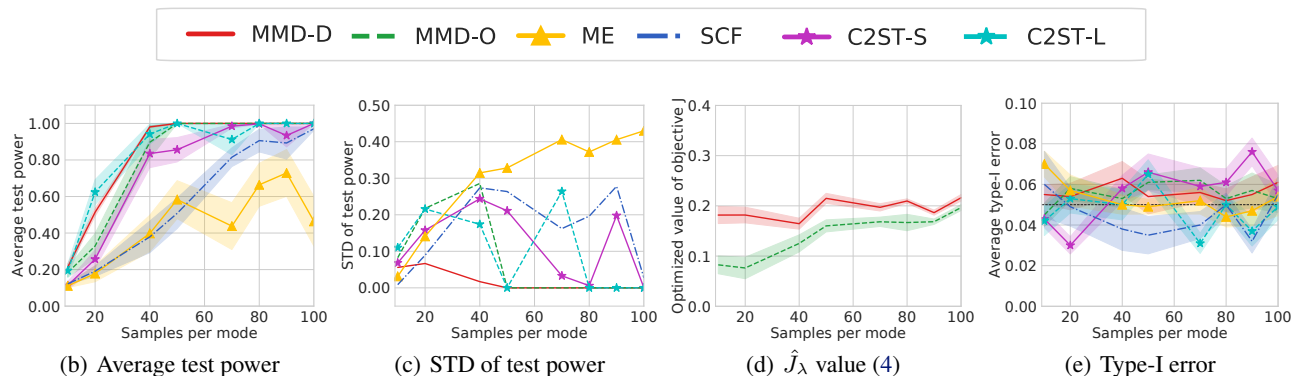 MMD-D MMD-O ME SCF C2ST-S C2ST-L
Average test power
1.00
0.80
0.60
0.40
0.20
0.00
20 40 60 80 100
Samples per mode
(b) Average test power
STD of test power
0.50
0.40
0.30
0.20
0.10
0.00
20 40 60 80 100
Samples per mode
(c) STD of test power
Optimized value of objective J
0.4
0.3
0.2
0.1
0.0
20 40 60 80 100
Samples per mode
(d) Ĵλ value (4)
Average type-I error
0.10
0.08
0.06
0.04
0.02
0.00
20 40 60 80 100
Samples per mode
(e) Type-I error